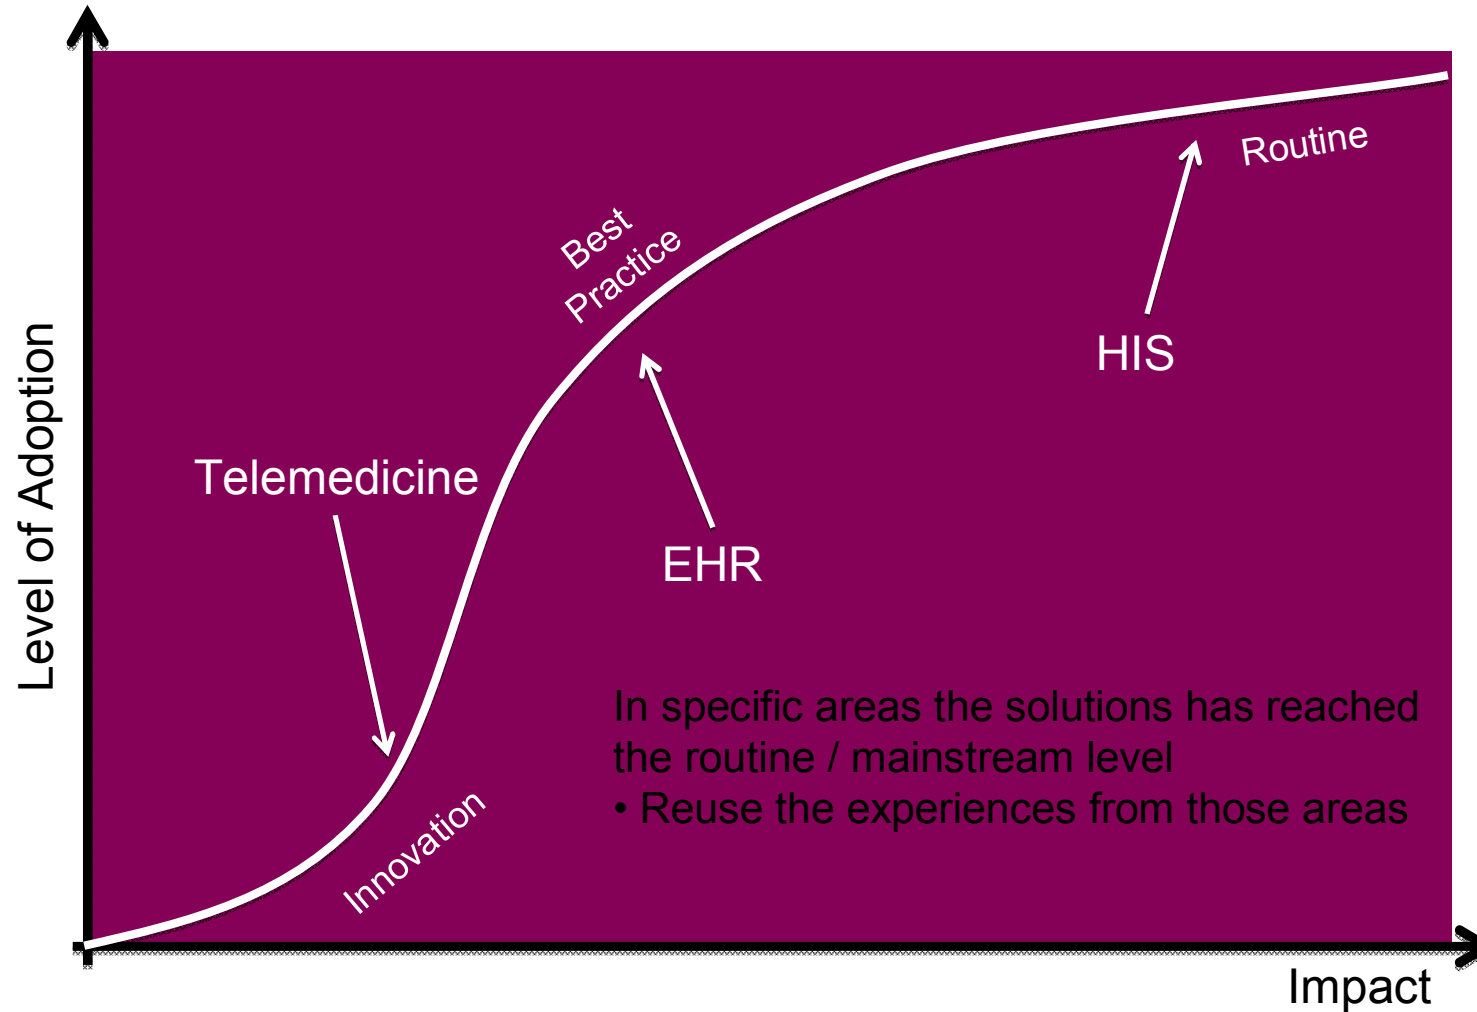 Level of Adoption
Routine
Best
Practice
HIS
Telemedicine
EHR
In specific areas the solutions has reached
the routine / mainstream level
• Reuse the experiences from those areas
Innovation
Impact